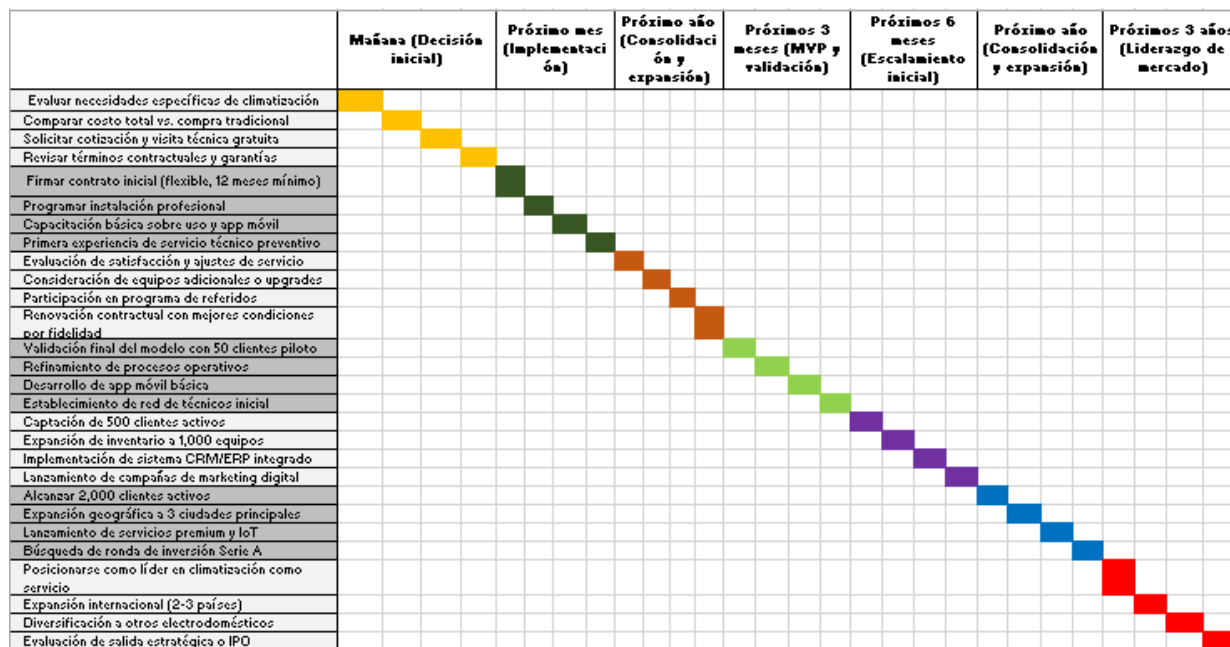 Mañana (Decisión
inicial)
Próximo mes
(Implementaci
ón)
Próximo año
(Consolidaci
ón y
expansión)
Próximos 3
meses (MVP y
validación)
Próximos 6
meses
(Escalamiento
inicial)
Próximo año
(Consolidación
y expansión)
Próximos 3 años
(Liderazgo de
mercado)
Evaluar necesidades específicas de climatización
Comparar costo total vs. compra tradicional
Solicitar cotización y visita técnica gratuita
Revisar términos contractuales y garantías
Firmar contrato inicial (flexible, 12 meses mínimo)
Programar instalación profesional
Capacitación básica sobre uso y app móvil
Primera experiencia de servicio técnico preventivo
Evaluación de satisfacción y ajustes de servicio
Consideración de equipos adicionales o upgrades
Participación en programa de referidos
Renovación contractual con mejores condiciones
por fidelidad
Validación final del modelo con 50 clientes piloto
Refinamiento de procesos operativos
Desarrollo de app móvil básica
Establecimiento de red de técnicos inicial
Captación de 500 clientes activos
Expansión de inventario a 1,000 equipos
Implementación de sistema CRM/ERP integrado
Lanzamiento de campañas de marketing digital
Alcanzar 2,000 clientes activos
Expansión geográfica a 3 ciudades principales
Lanzamiento de servicios premium y IoT
Búsqueda de ronda de inversión Serie A
Posicionarse como líder en climatización como
servicio
Expansión internacional (2-3 países)
Diversificación a otros electrodomésticos
Evaluación de salida estratégica o IPO